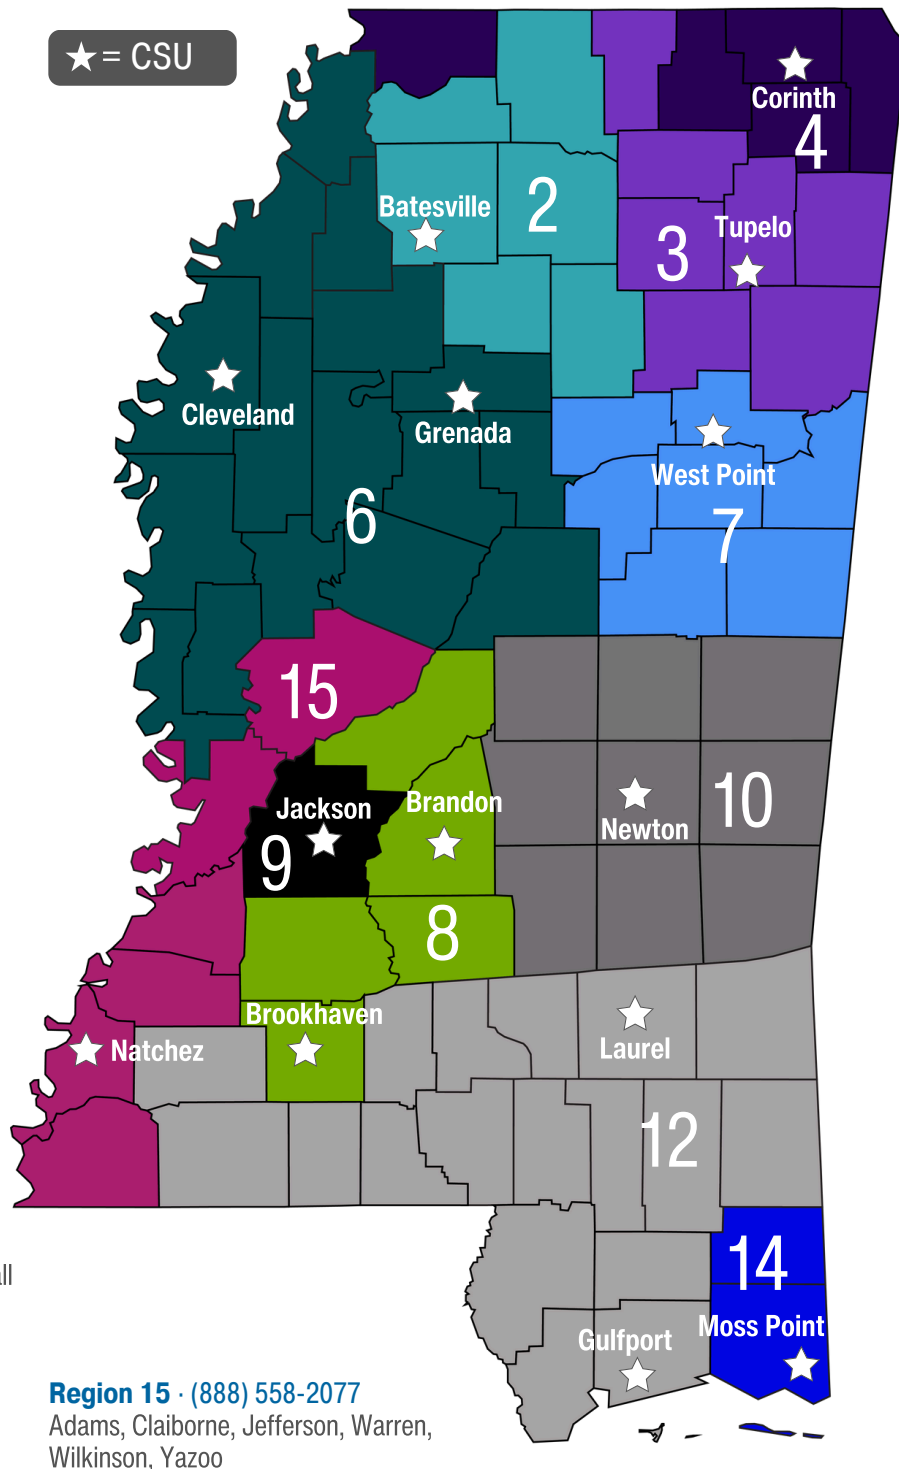 ★= CSU
Corinth
4
Batesville
2
Tupelo
3
Cleveland
Grenada
West Point
6
7
15
Jackson
Brandon
10
Newton
9
8
Brookhaven
Laurel
Natchez
12
14
all
Moss Point
Gulfport
Region 15 · (888) 558-2077
Adams, Claiborne, Jefferson, Warren,
Wilkinson, Yazoo